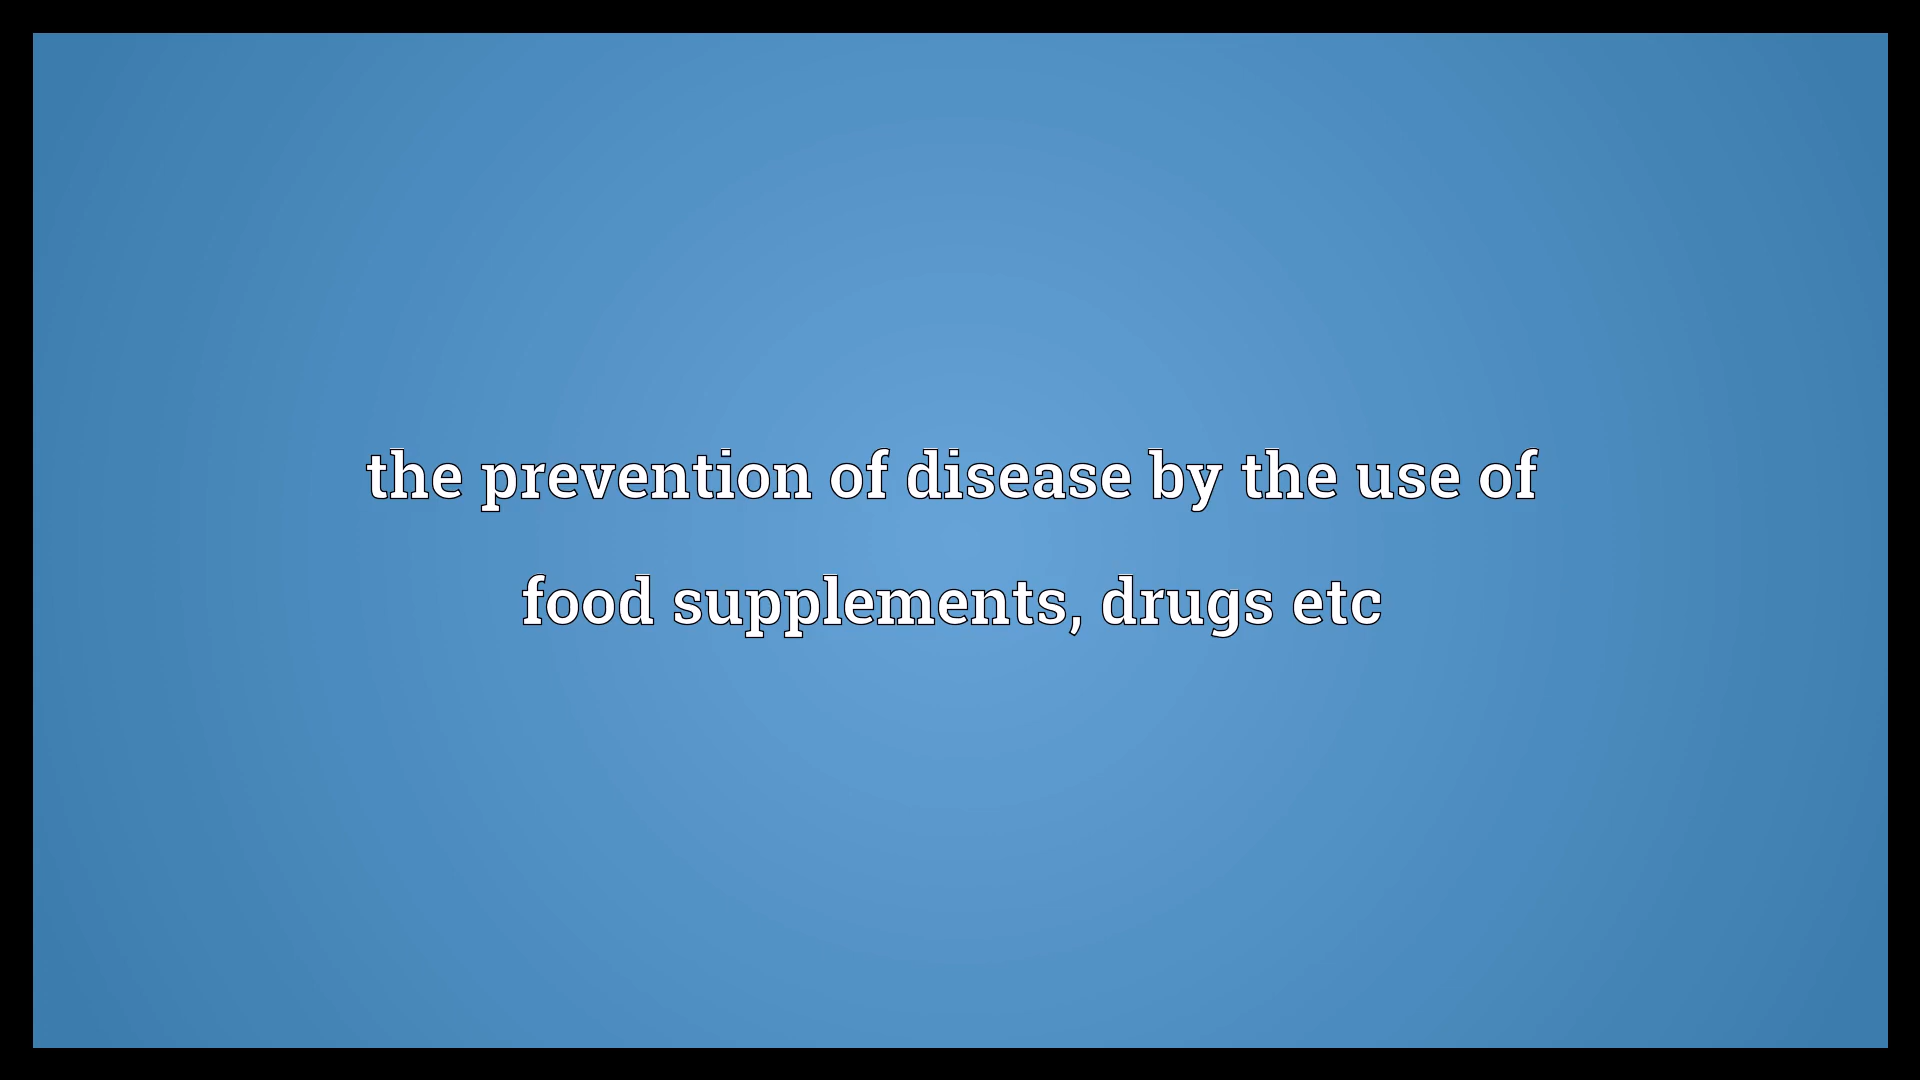 the prevention of disease by the use of
food supplements, drugs etc